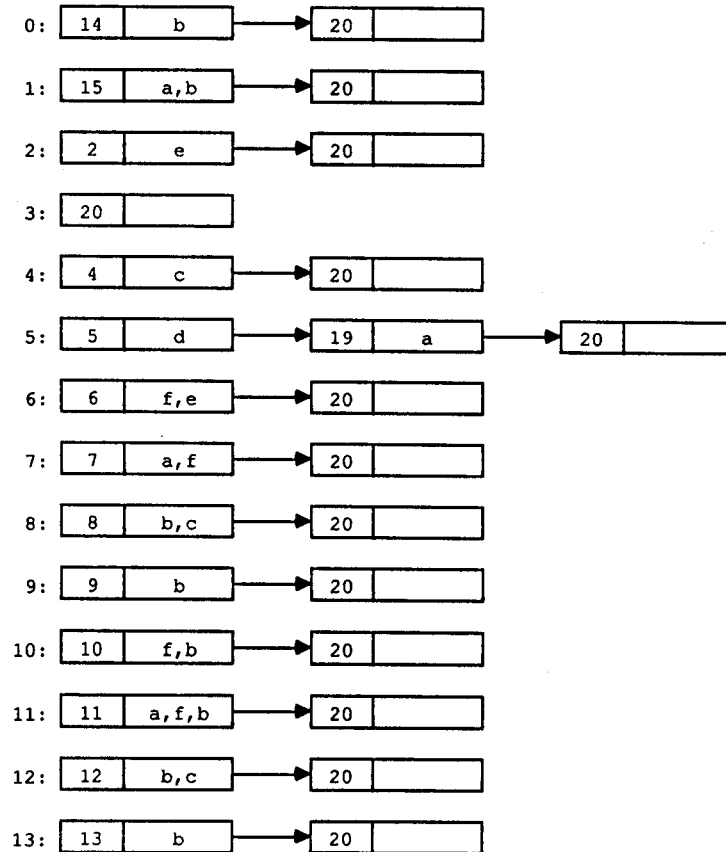 0: 14 b 20
1: 15 a,b 20
2: 2 e 20
3: 20
4: 4 c 20
5: 5 d 19 a 20
6: 6 f,e 20
7: 7 a,f 20
8: 8 b,c 20
9: 9 b 20
10: 10 f,b 20
11: 11 a,f,b 20
12: 12 b,c 20
13: 13 b 20